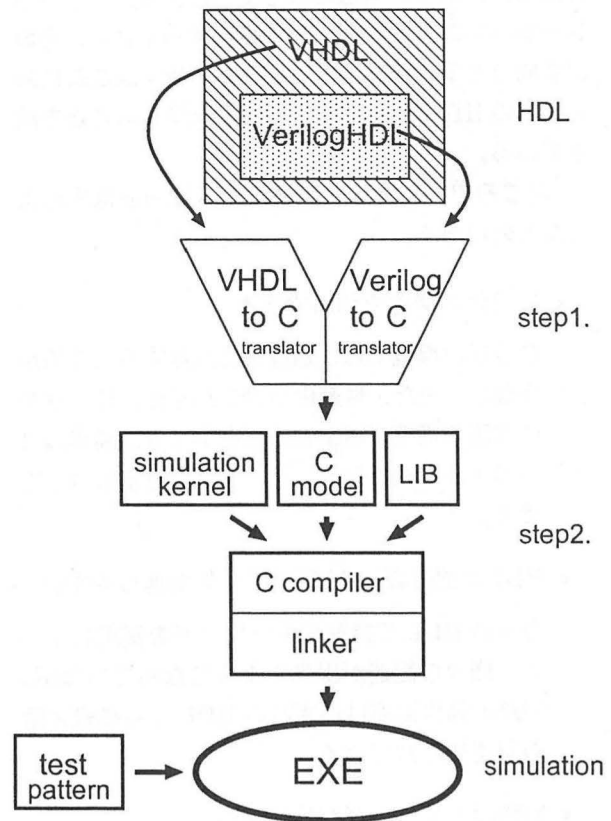 VHDL
VerilogHDL
HDL
VHDL
to C
translator
Verilog
to C
translator
step1.
simulation
kernel
C
model
LIB
step2.
C compiler
linker
test
pattern
EXE
simulation